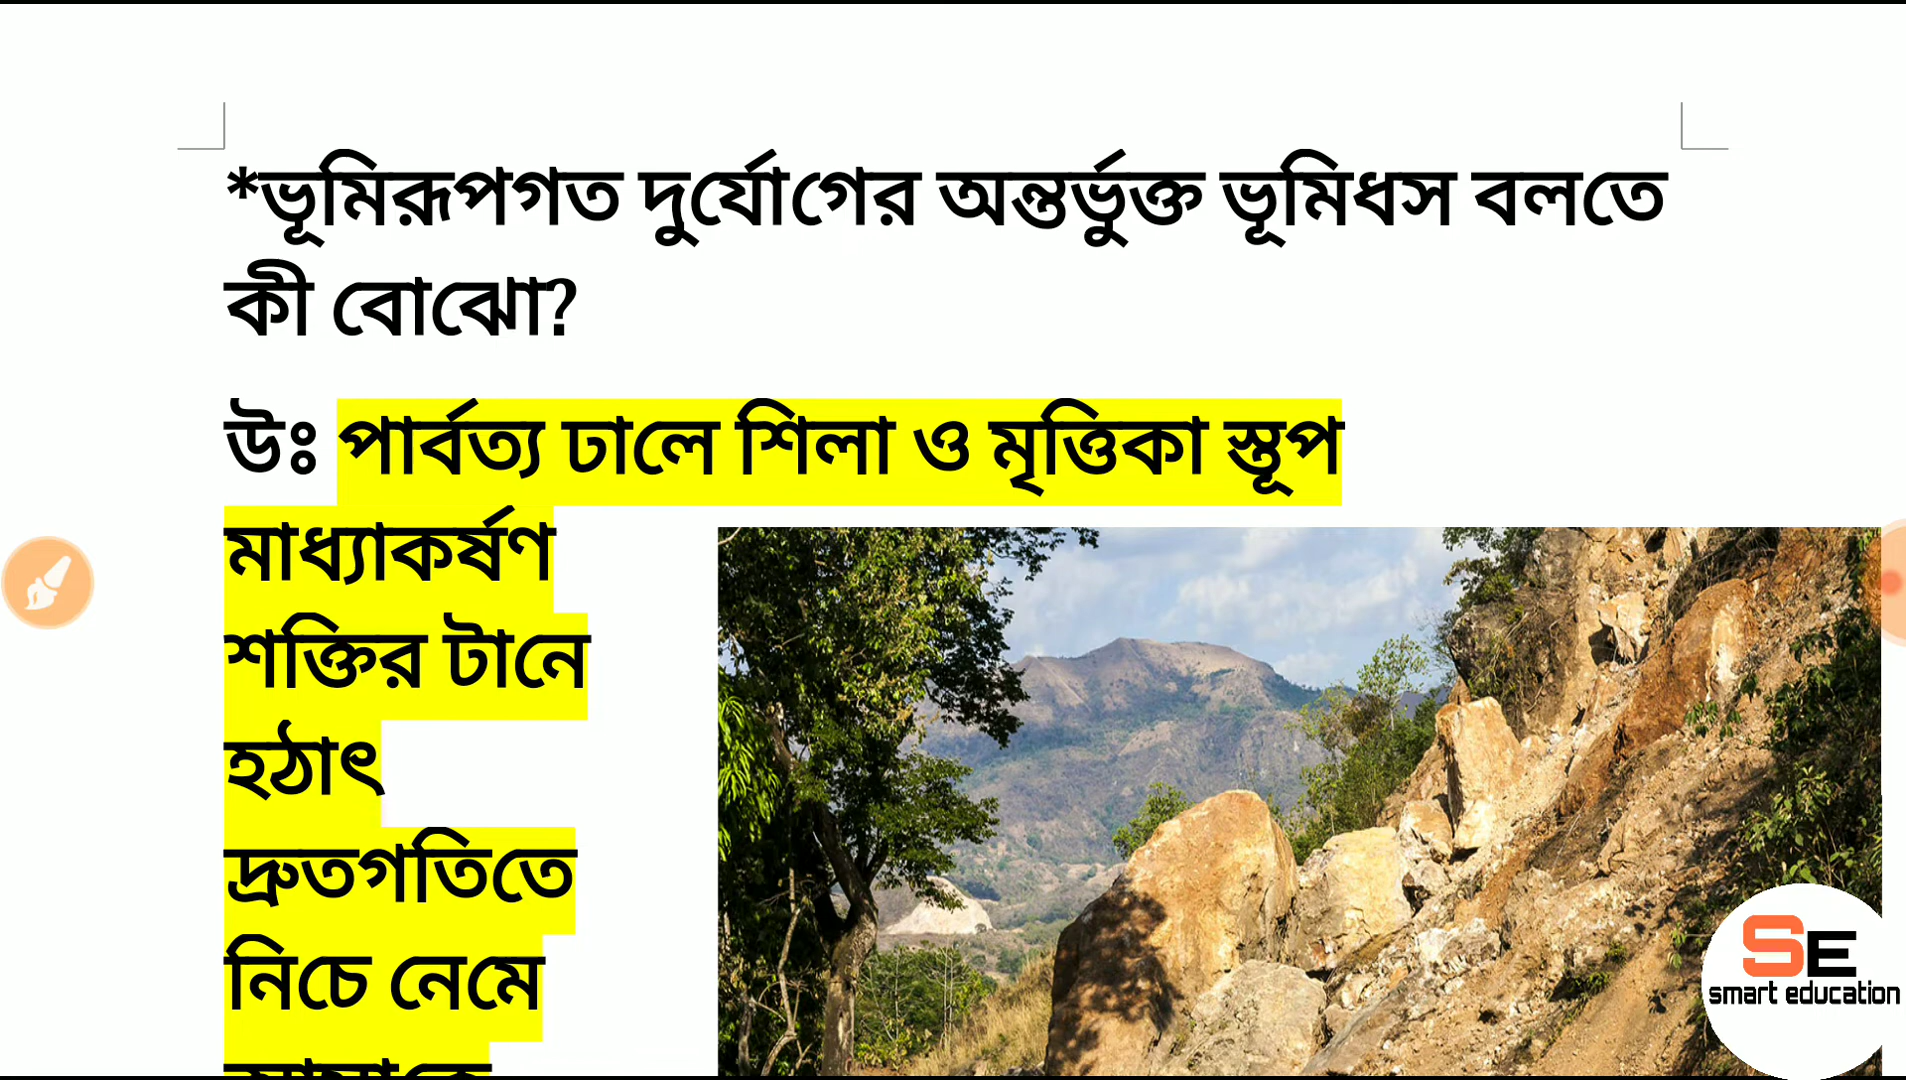 *ভূমিরূপগত দুর্যোগের অন্তর্ভুক্ত ভূমিধস বলতে
কী বোঝো?
উঃ পার্বত্য ঢালে শিলা ও মৃত্তিকা স্তূপ
মাধ্যাকর্ষণ
শক্তির টানে
হঠাৎ
দ্রুতগতিতে
নিচে নেমে
SE
smart education